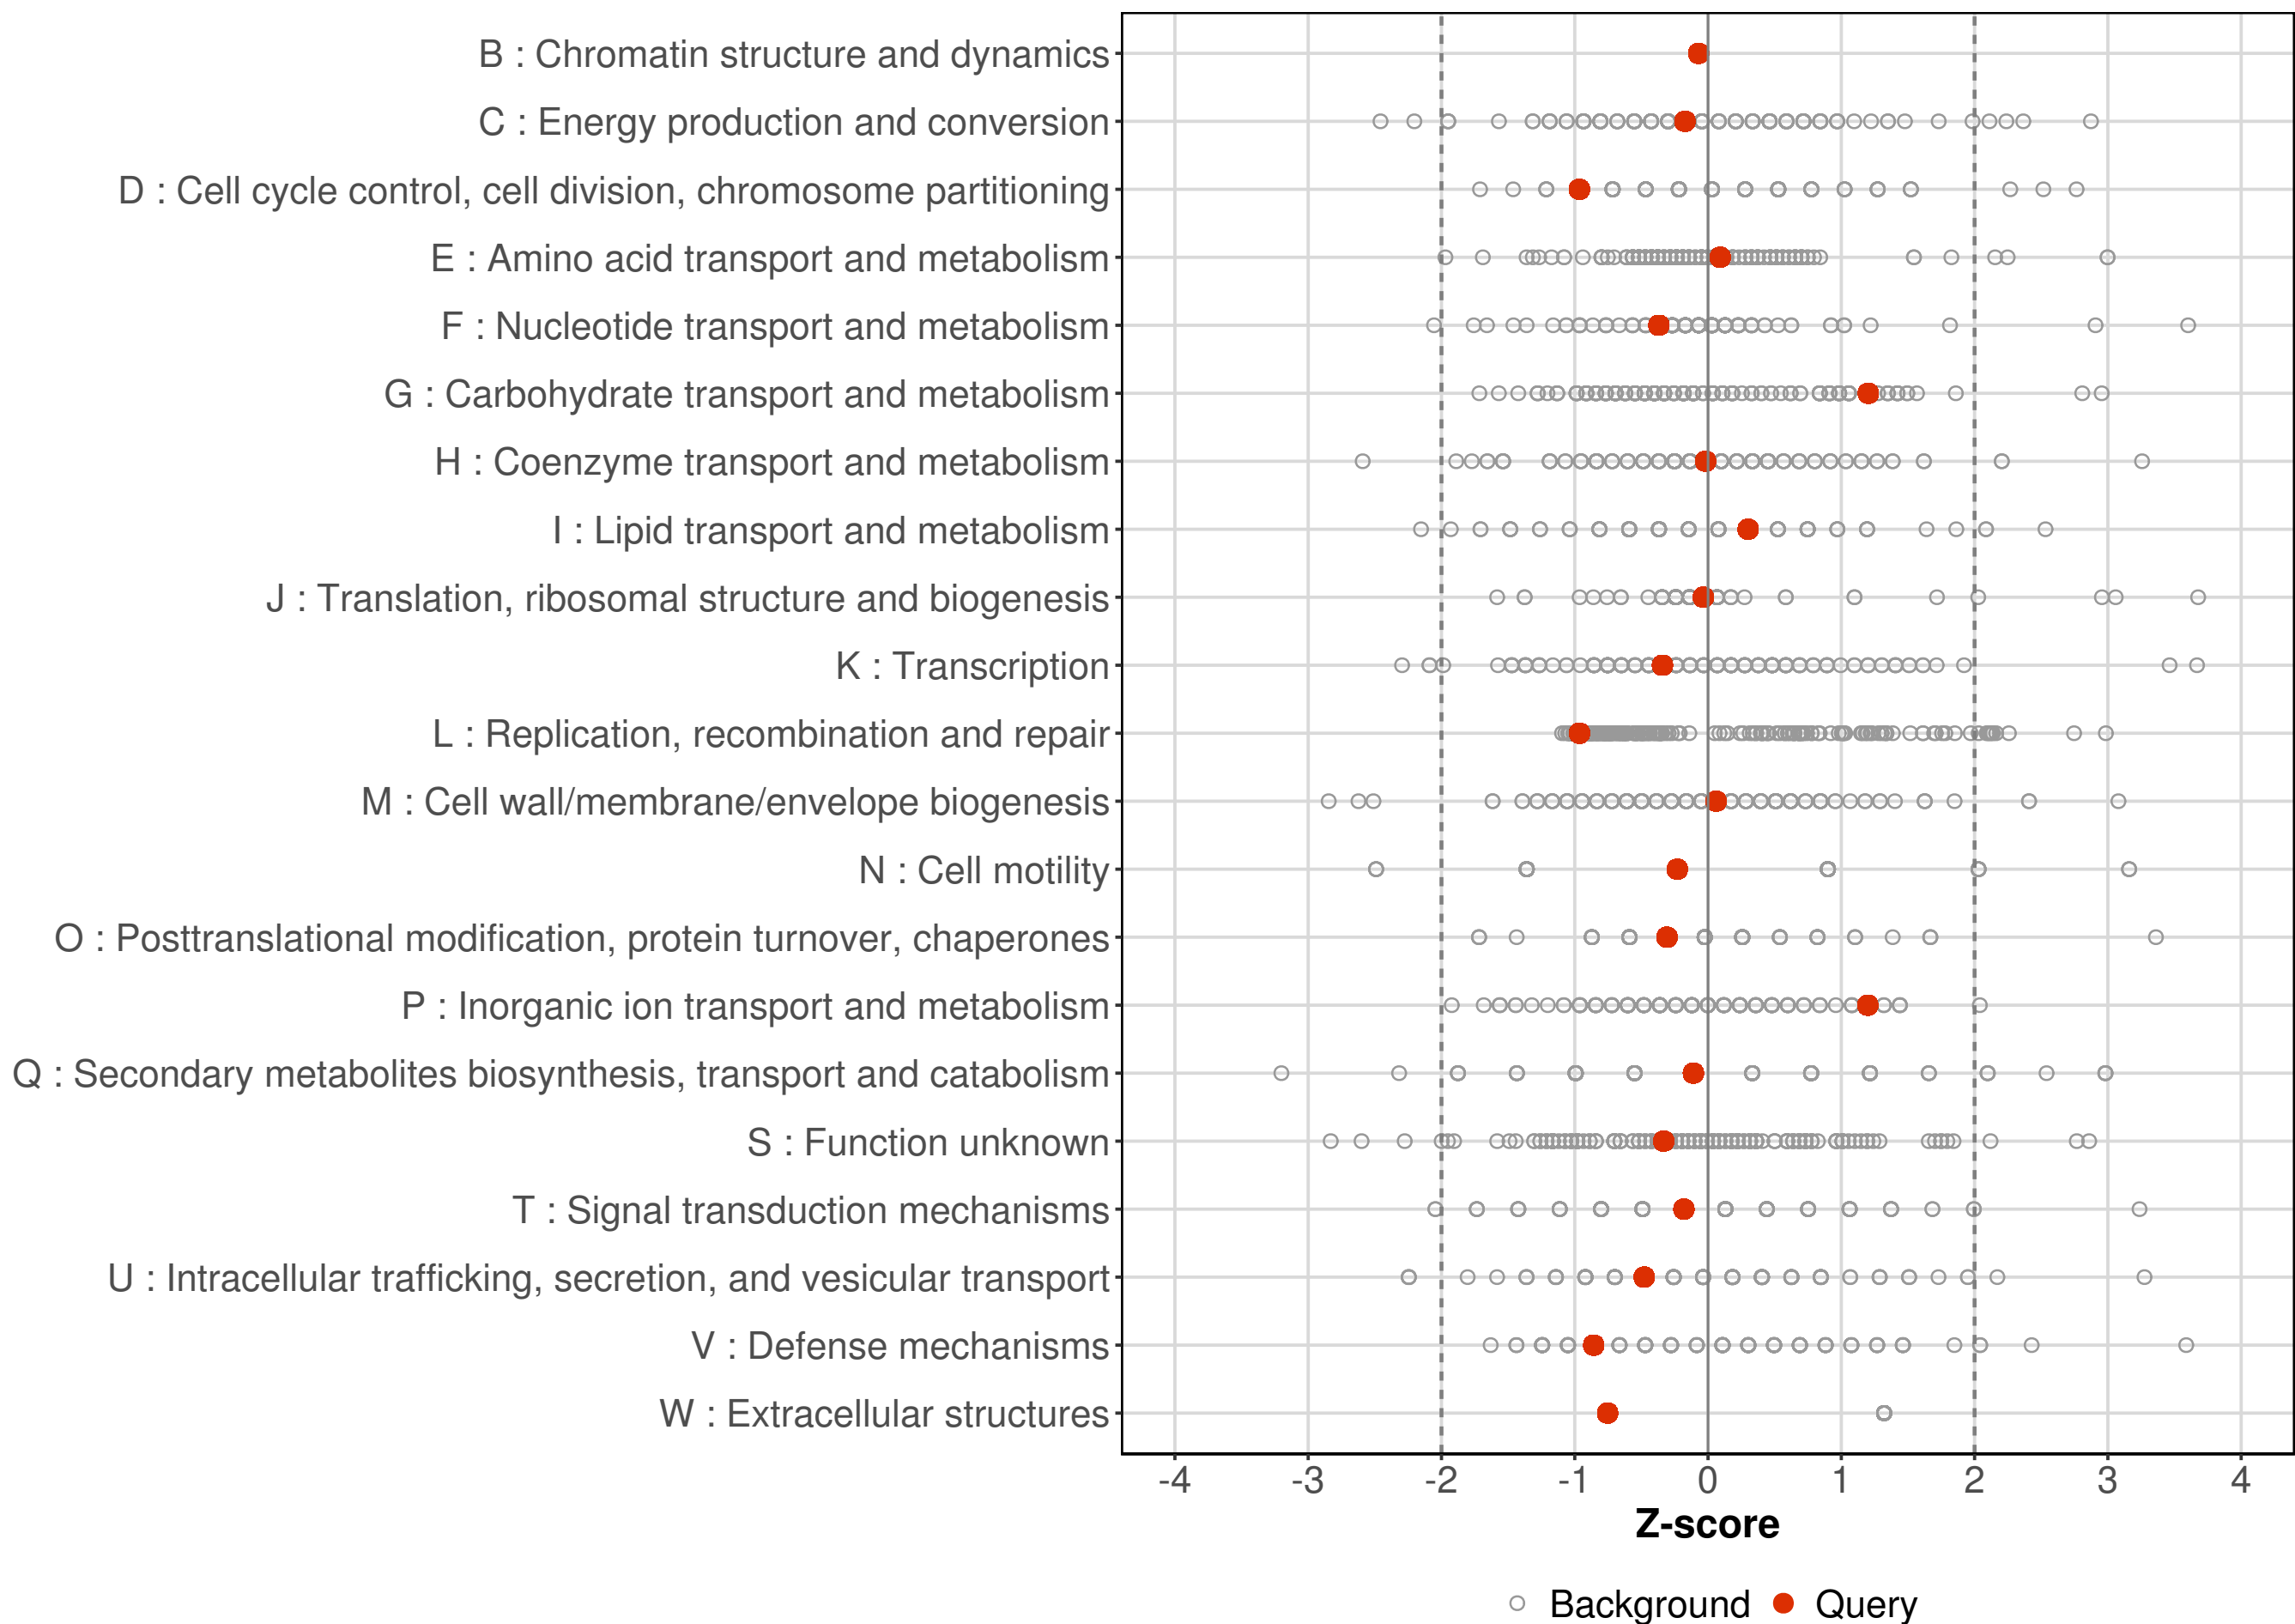 B : Chromatin structure and dynamics
C : Energy production and conversion
D : Cell cycle control, cell division, chromosome partitioning
E : Amino acid transport and metabolism
F : Nucleotide transport and metabolism
G : Carbohydrate transport and metabolism
H : Coenzyme transport and metabolism
I : Lipid transport and metabolism
J : Translation, ribosomal structure and biogenesis
K : Transcription
L : Replication, recombination and repair
M : Cell wall/membrane/envelope biogenesis
N : Cell motility
O : Posttranslational modification, protein turnover, chaperones
P : Inorganic ion transport and metabolism
Q : Secondary metabolites biosynthesis, transport and catabolism
S : Function unknown
T : Signal transduction mechanisms
U : Intracellular trafficking, secretion, and vesicular transport
V : Defense mechanisms
W : Extracellular structures
-4 -3 -2 -1 0 1 2 3 4
Z-score
Background Query